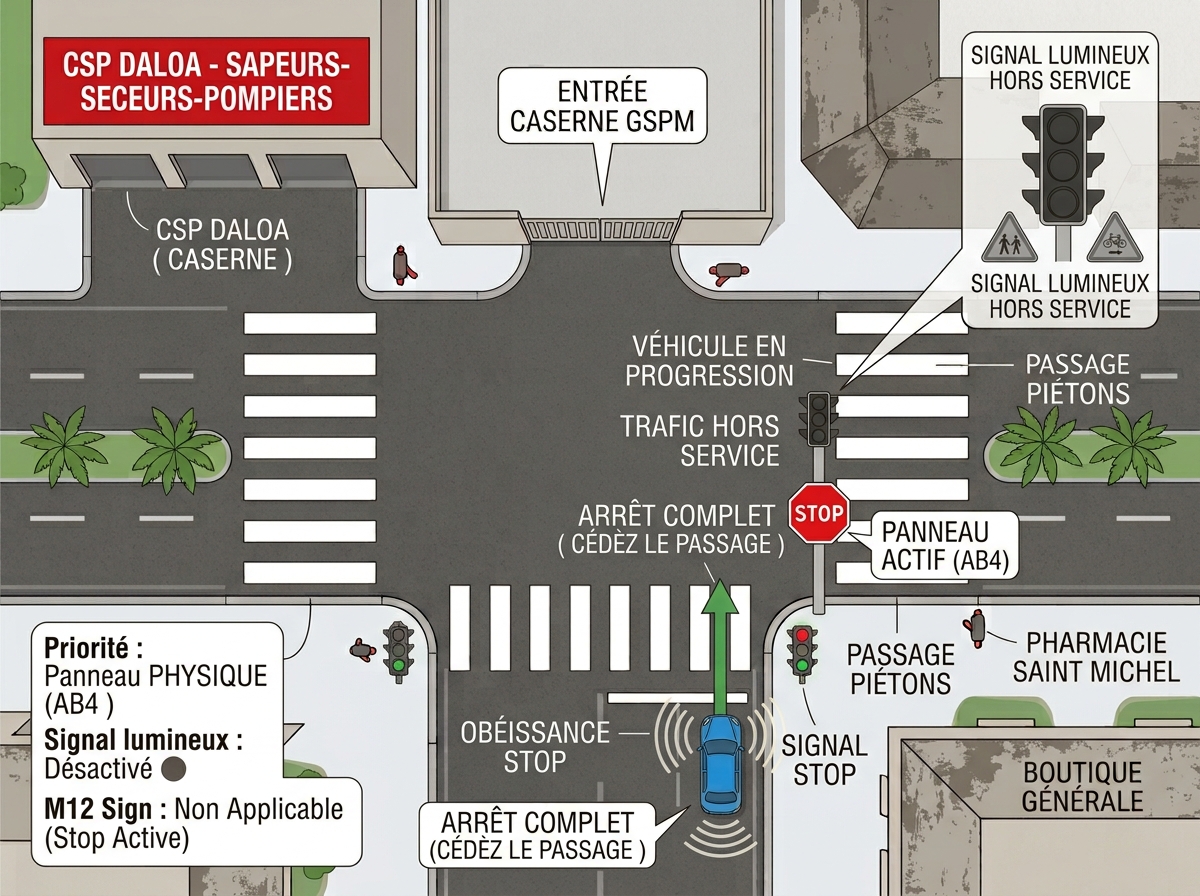 CSP DALOA - SAPEURS-
SECEURS-POMPIERS
ENTRÉE
CASERNE GSPM
SIGNAL LUMINEUX
HORS SERVICE
SIGNAL LUMINEUX
HORS SERVICE
CSP DALOA
( CASERNE )
VÉHICULE EN
PROGRESSION
PASSAGE
PIÉTONS
TRAFIC HORS
SERVICE
ARRÊT COMPLET
( CÉDÈZ LE PASSAGE )
STOP
PANNEAU
ACTIF (AB4)
Priorité :
Panneau PHYSIQUE
(AB4 )
Signal lumineux :
Désactivé
M12 Sign : Non Applicable
(Stop Active)
OBÉISSANCE
STOP
SIGNAL
STOP
PASSAGE
PIÉTONS
PHARMACIE
SAINT MICHEL
BOUTIQUE
GÉNÉRALE
ARRÊT COMPLET
(CÉDÈZ LE PASSAGE )